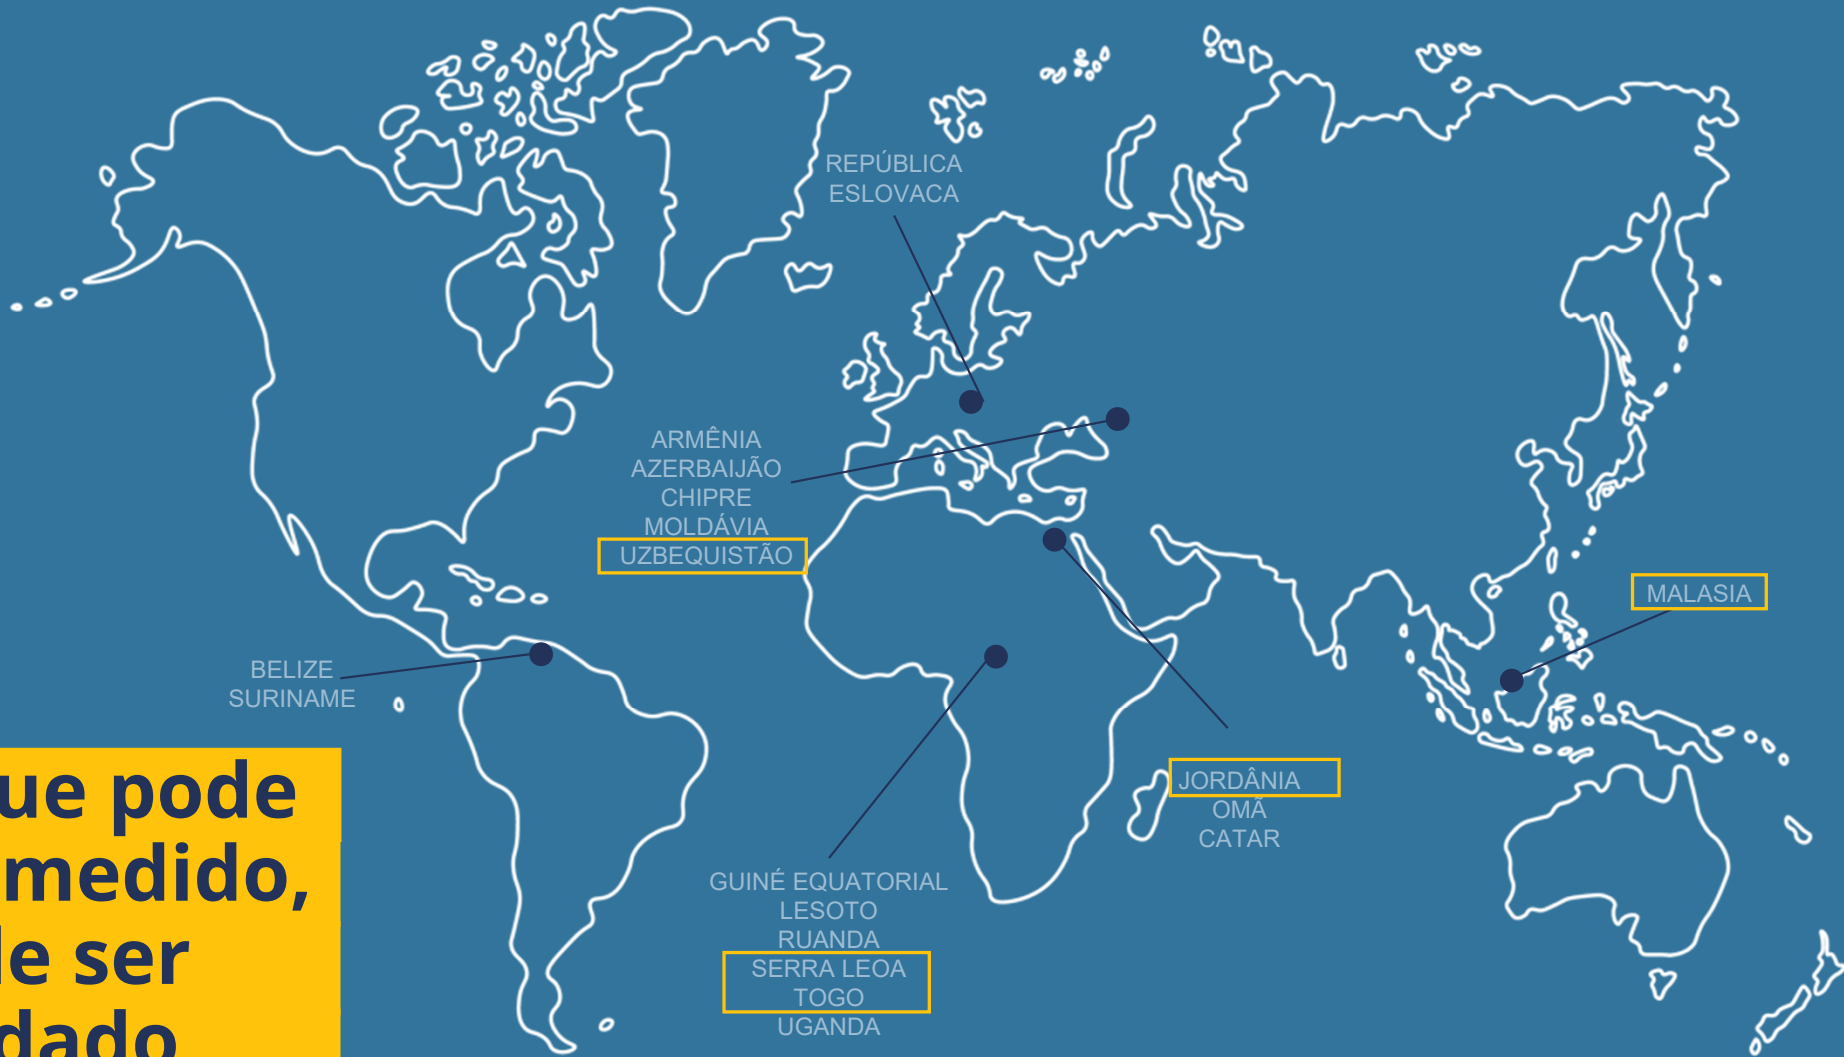 REPÚBLICA
ESLOVACA
ARMÊNIA
AZERBAIJÃO
CHIPRE
MOLDÁVIA
UZBEQUISTÃO
MALASIA
BELIZE
SURINAME
JORDÂNIA
OMÃ
CATAR
GUINÉ EQUATORIAL
LESOTO
RUANDA
SERRA LEOA
TOGO
UGANDA
ue pode
medido,
e ser
dado